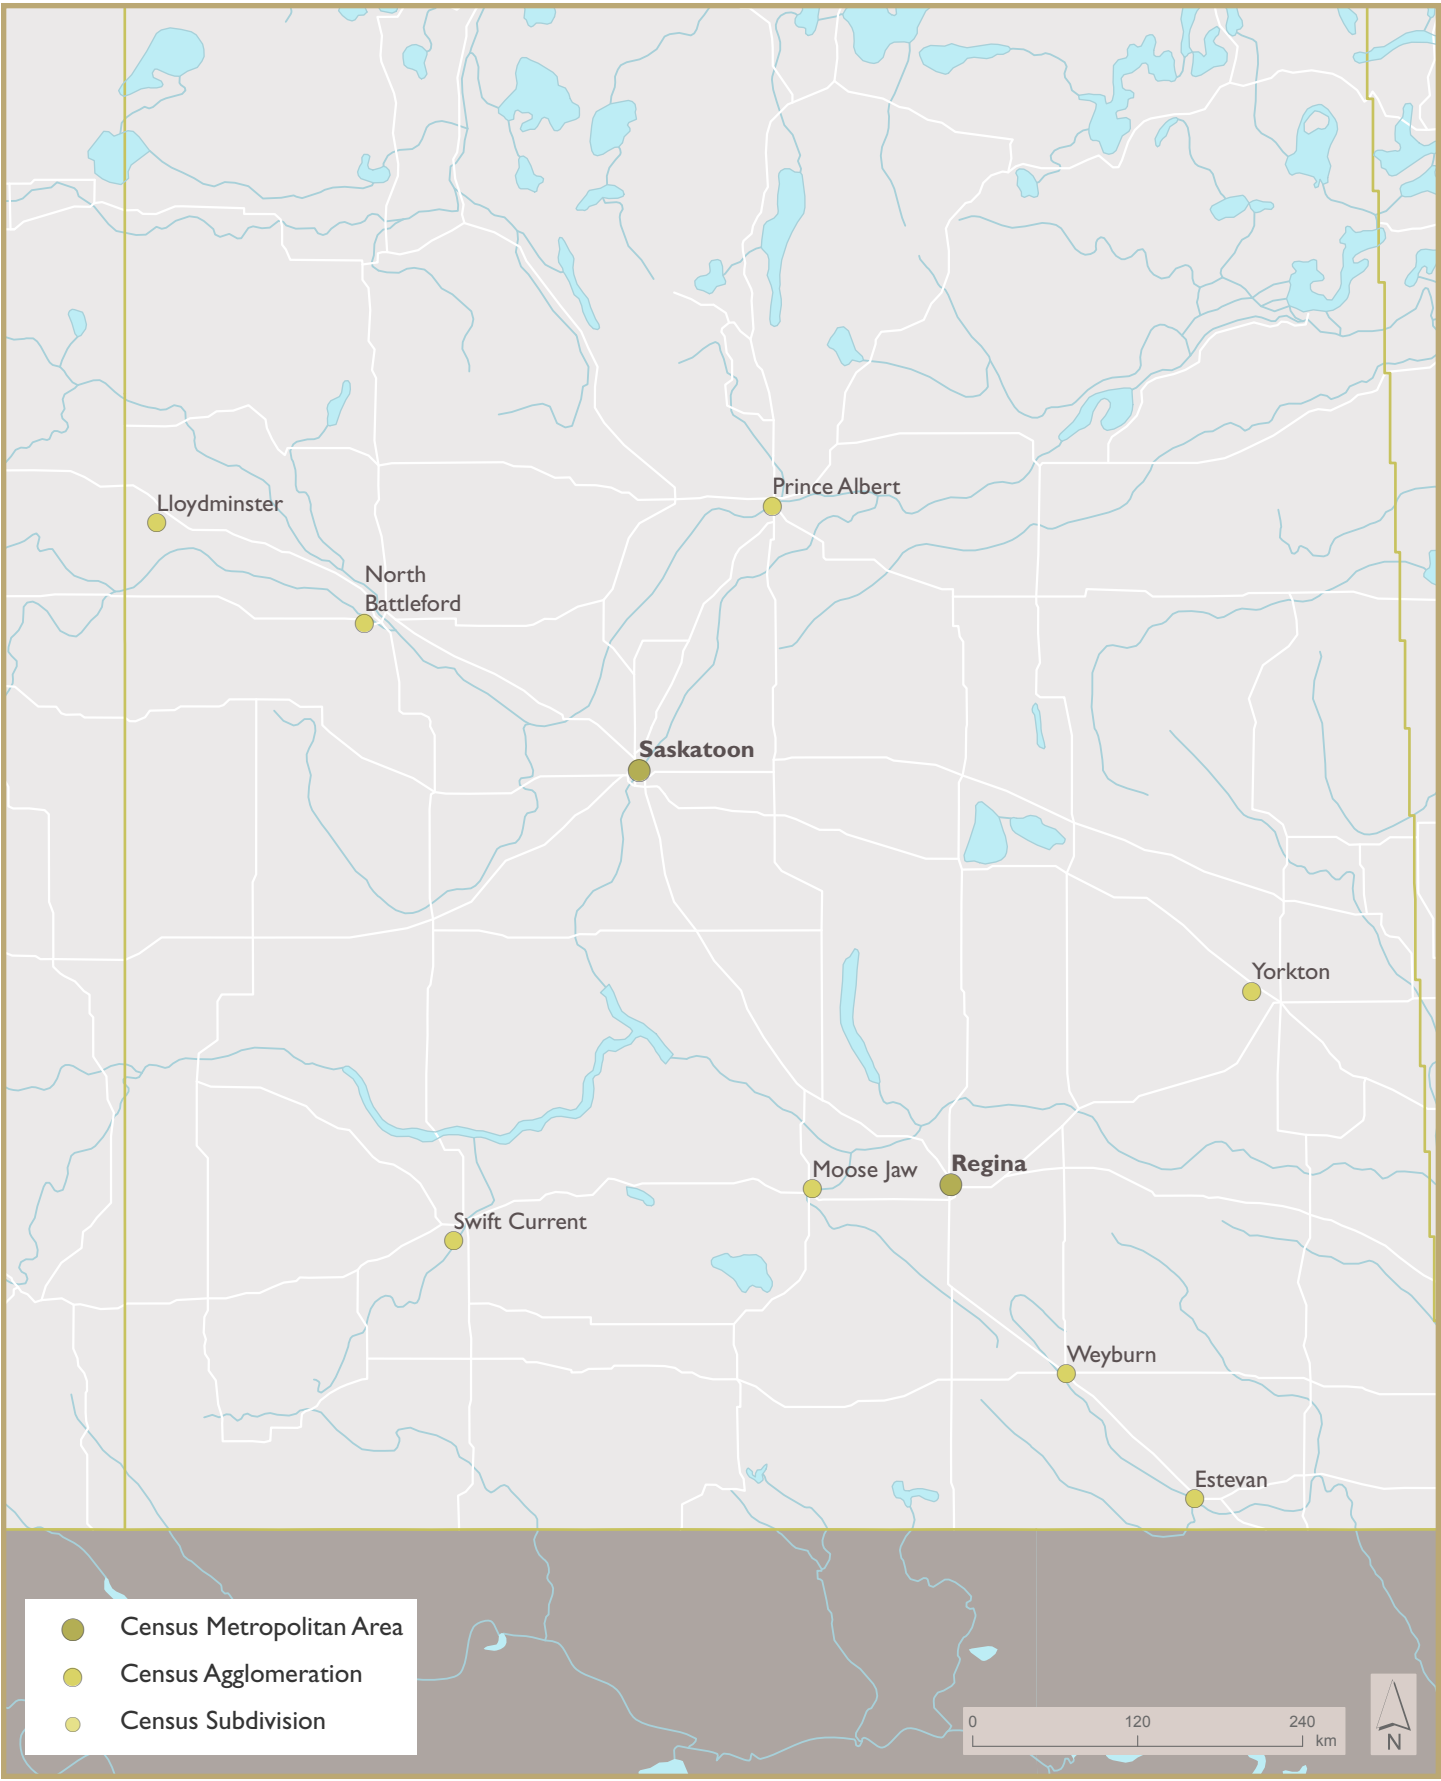 Prince Albert
Lloydminster
North
Battleford
Saskatoon
Yorkton
Regina
Moose Jaw
Swift Current
Weyburn
Estevan
Census Metropolitan Area
Census Agglomeration
Census Subdivision
0 120 240
km
N